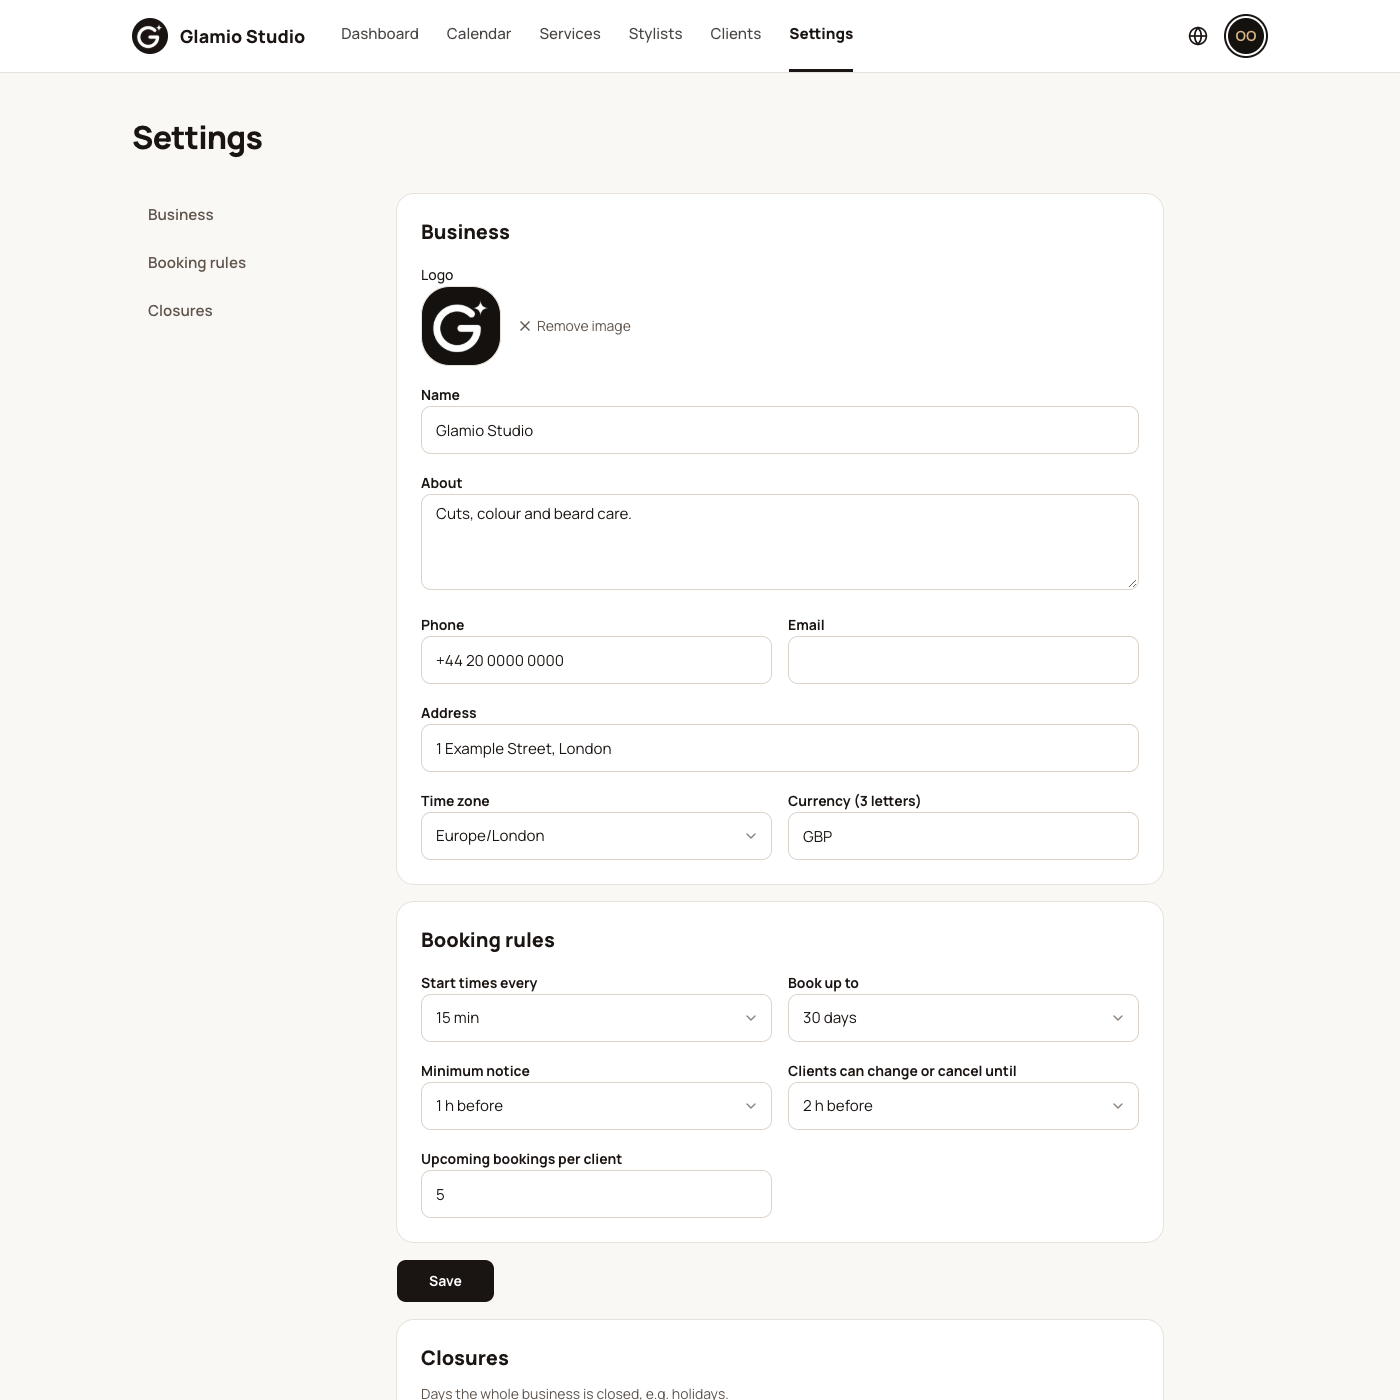 Glamio Studio
Dashboard
Calendar
Services
Stylists
Clients
Settings
OO
Settings
Business
Booking rules
Closures
Business
Logo
G
Remove image
Name
Glamio Studio
About
Cuts, colour and beard care.
Phone
Email
+44 20 0000 0000
Address
1 Example Street, London
Time zone
Currency (3 letters)
Europe/London
GBP
Booking rules
Start times every
Book up to
15 min
30 days
Minimum notice
Clients can change or cancel until
1 h before
2 h before
Upcoming bookings per client
5
Save
Closures
Days the whole business is closed, e.g. holidays.